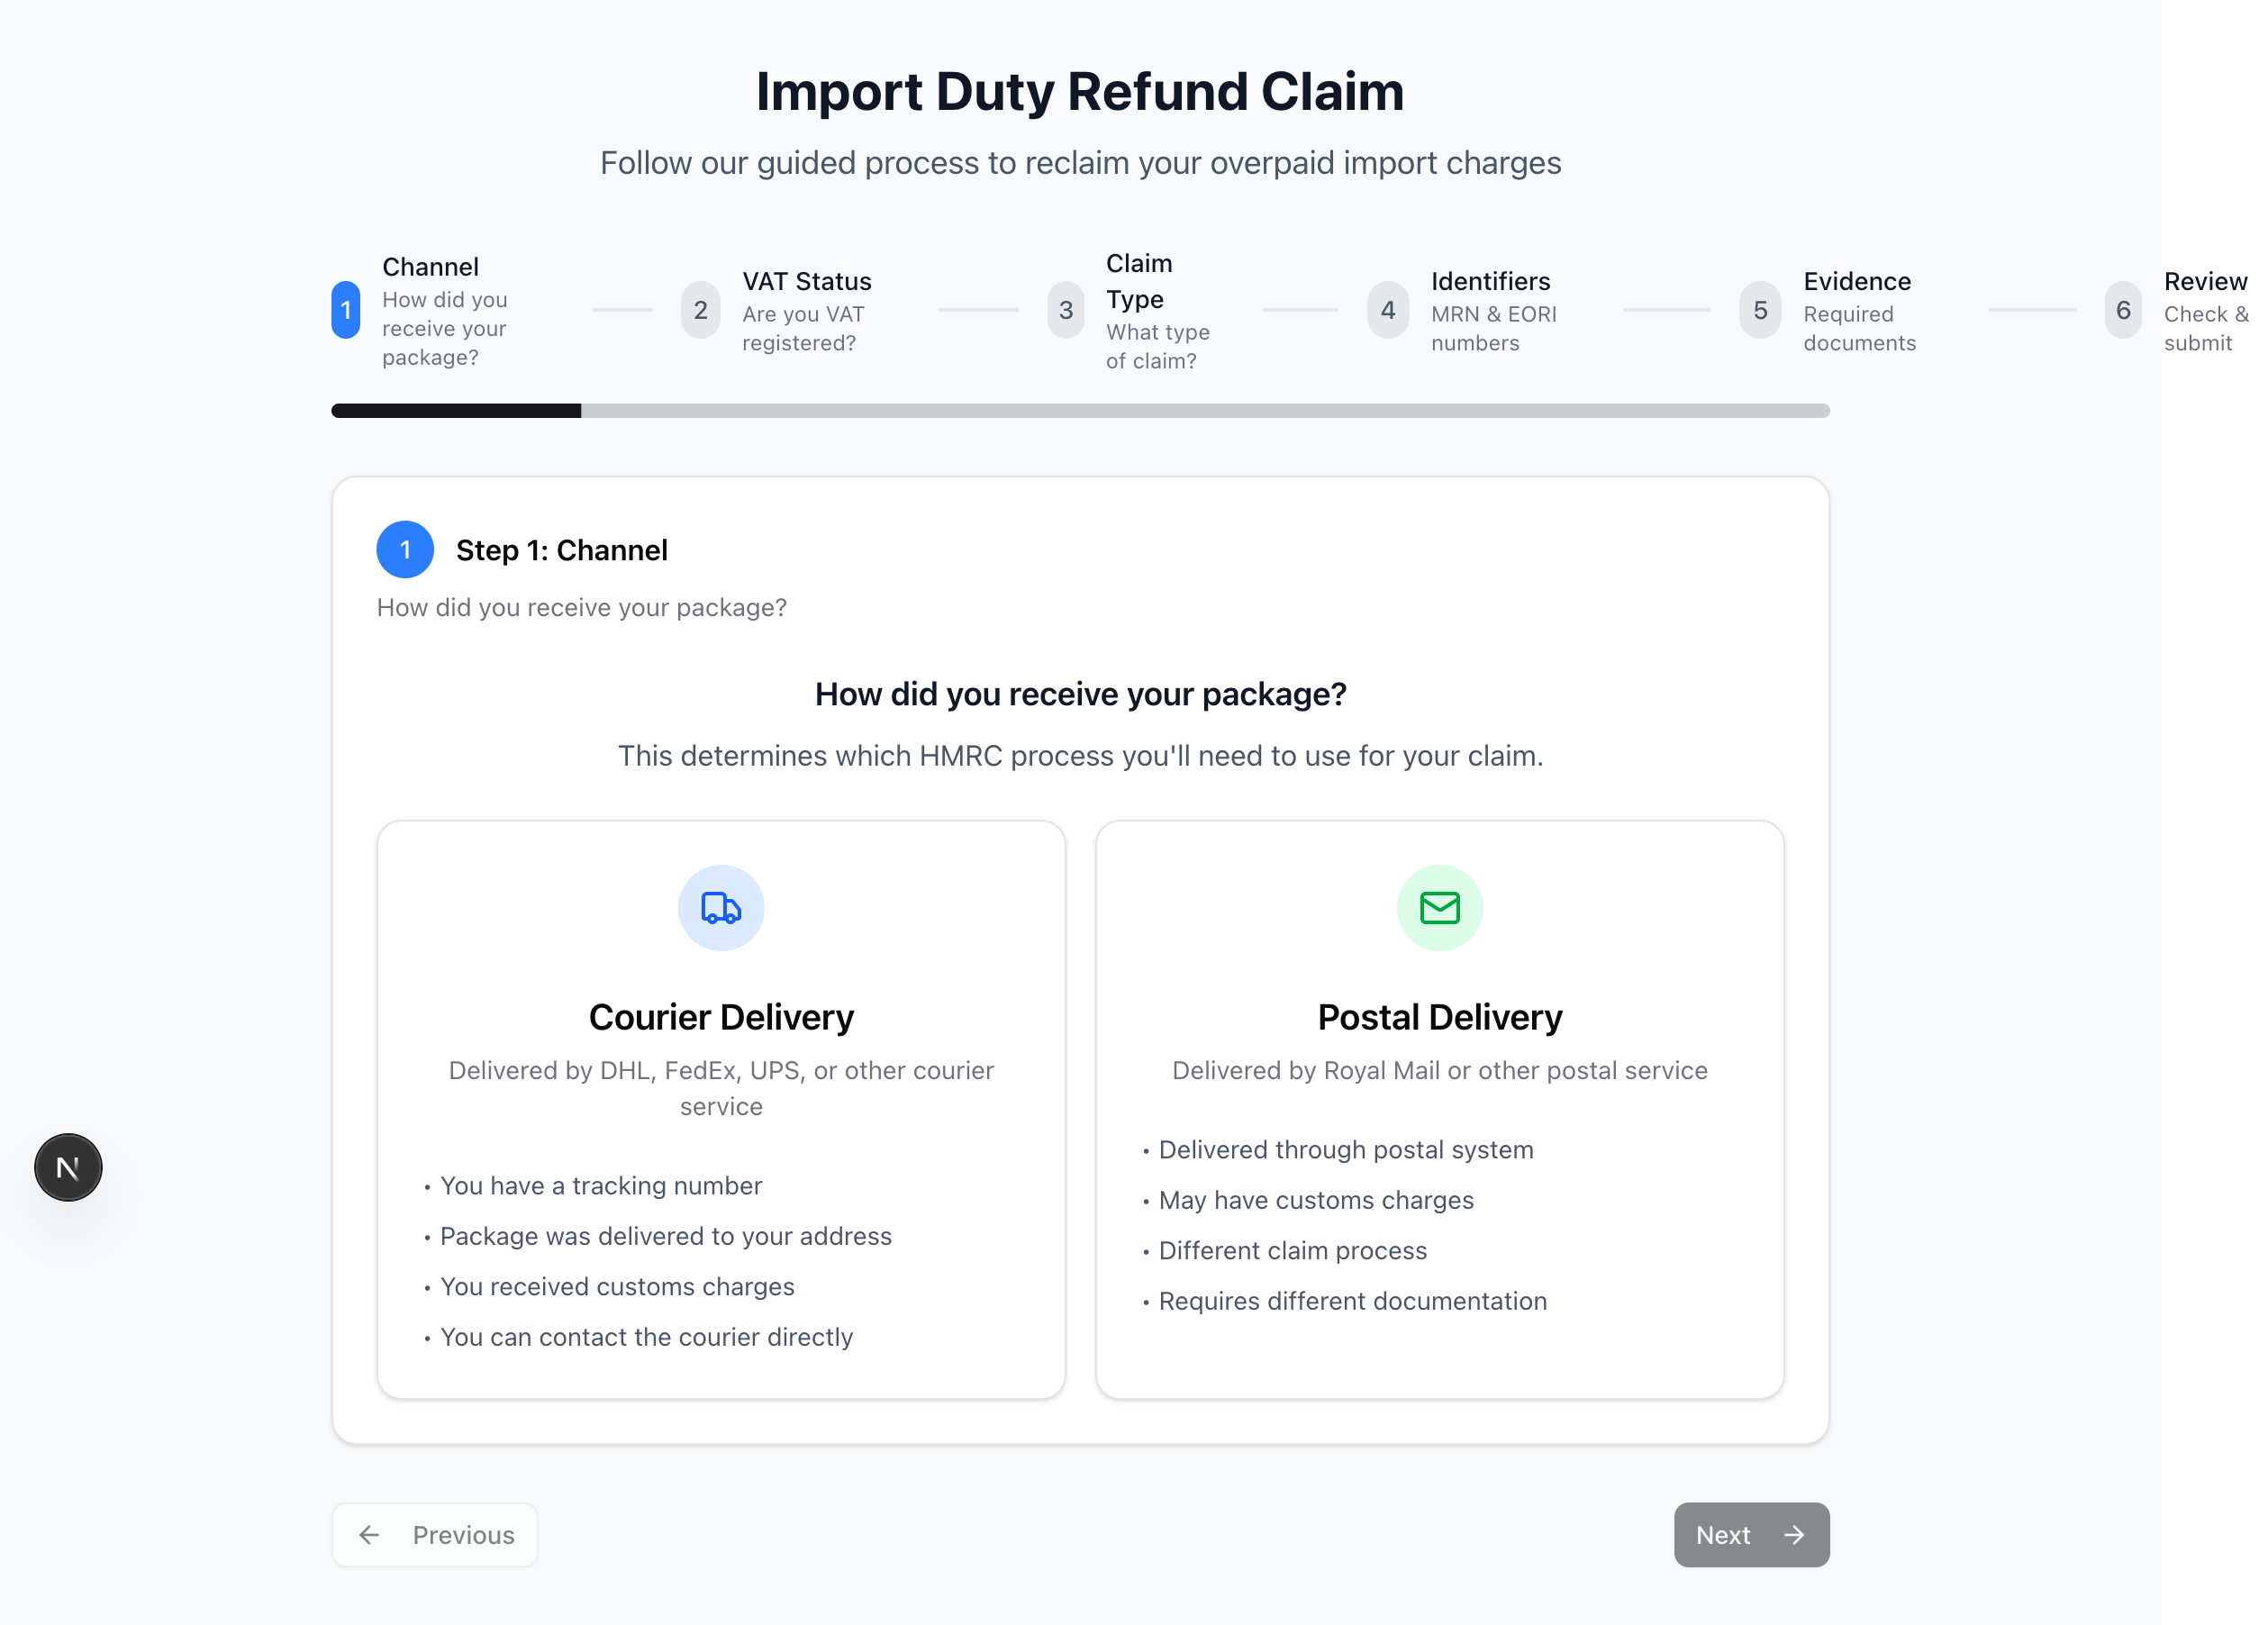 Import Duty Refund Claim
Follow our guided process to reclaim your overpaid import charges
1
Channel
How did you
receive your
package?
2
VAT Status
Are you VAT
registered?
3
Claim
Type
What type
of claim?
4
Identifiers
MRN & EORI
numbers
5
Evidence
Required
documents
6
Review
Check &
submit
1
Step 1: Channel
How did you receive your package?
How did you receive your package?
This determines which HMRC process you'll need to use for your claim.
Courier Delivery
Delivered by DHL, FedEx, UPS, or other courier
service
• You have a tracking number
• Package was delivered to your address
• You received customs charges
• You can contact the courier directly
Postal Delivery
Delivered by Royal Mail or other postal service
• Delivered through postal system
• May have customs charges
• Different claim process
• Requires different documentation
N
Previous
Next